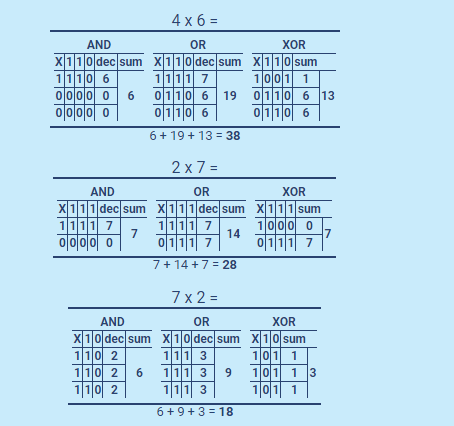 4 x 6 =
AND OR XOR
X 1 1 0 dec sum X 1 1 0 dec sum X 1 1 0 sum
1 1 1 0 6 1 1 1 1 7 1 0 0 1 1
0 0 0 0 0 6 0 1 1 0 6 19 0 1 1 0 6 13
0 0 0 0 0 0 1 1 0 6 0 1 1 0 6
6 + 19 + 13 = 38
2 x 7 =
AND OR XOR
X 1 1 1 dec sum X 1 1 1 dec sum X 1 1 1 sum
1 1 1 1 7 7 1 1 1 1 7 14 1 0 0 0 0 7
0 0 0 0 0 0 1 1 1 7 0 1 1 1 7
7 + 14 + 7 = 28
7 x 2 =
AND OR XOR
X 1 0 dec sum X 1 0 dec sum X 1 0 sum
1 1 0 2 1 1 1 3 1 0 1 1
1 1 0 2 6 1 1 1 3 9 1 0 1 1 3
1 1 0 2 1 1 1 3 1 0 1 1
6 + 9 + 3 = 18